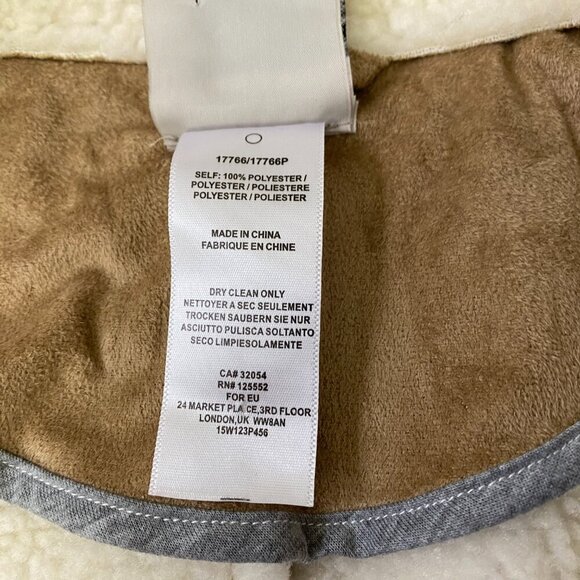 17766/17766P
SELF: 100% POLYESTER /
POLYESTER / POLIESTERE
POLYESTER / POLIESTER
MADE IN CHINA
FABRIQUE EN CHINE
DRY CLEAN ONLY
NETTOYER A SEC SEULEMENT
TROCKEN SAUBERN SIE NUR
ASCIUTTO PULISCA SOLTANTO
SECO LIMPIESOLAMENTE
CA# 32054
RN# 125552
FOR EU
24 MARKET PLA CE,3RD FLOOR
LONDON,UK WW8AN
15W123P456